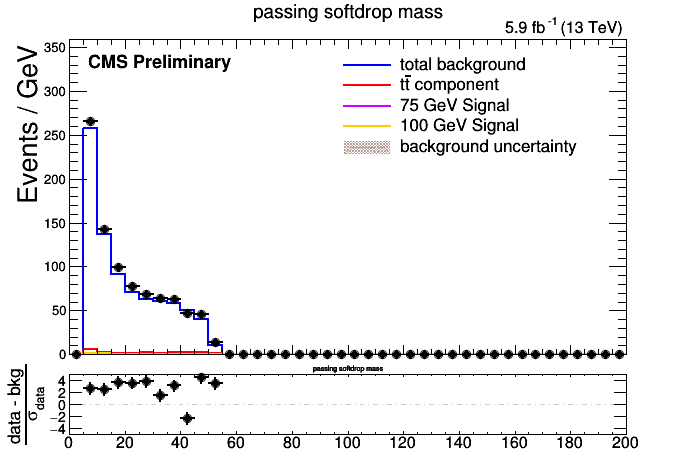 passing softdrop mass
5.9 fb⁻¹ (13 TeV)
CMS Preliminary
total background
tt̄ component
75 GeV Signal
100 GeV Signal
background uncertainty
Events / GeV
350
300
250
200
150
100
50
0
passing softdrop mass
data - bkg
σdata
4
2
0
−2
−4
0 20 40 60 80 100 120 140 160 180 200